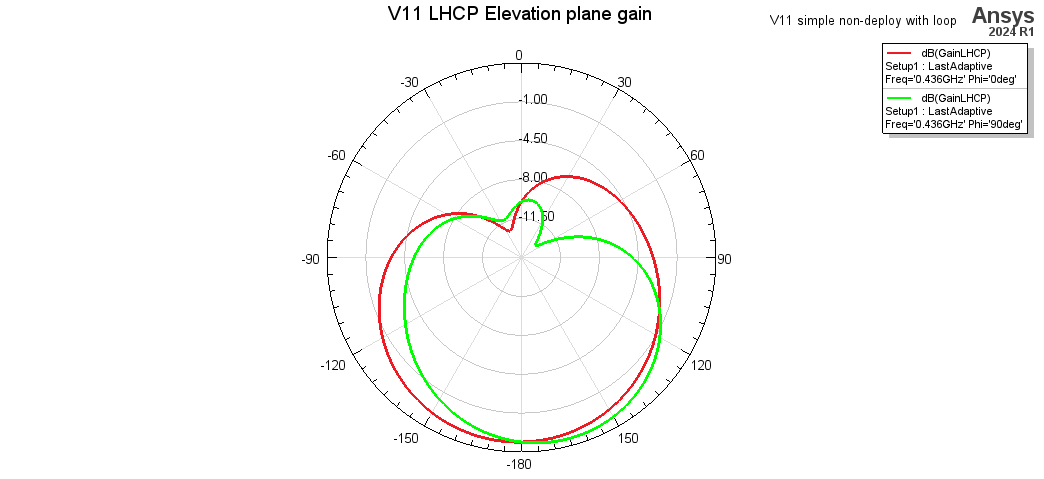 V11 LHCP Elevation plane gain
V11 simple non-deploy with loop
Ansys
2024 R1
dB(GainLHCP)
Setup1 : LastAdaptive
Freq='0.436GHz' Phi='0deg'
dB(GainLHCP)
Setup1 : LastAdaptive
Freq='0.436GHz' Phi='90deg'
0
-30
30
-1.00
-4.50
-60
60
-8.00
-11.50
-90
90
-120
120
-150
150
-180